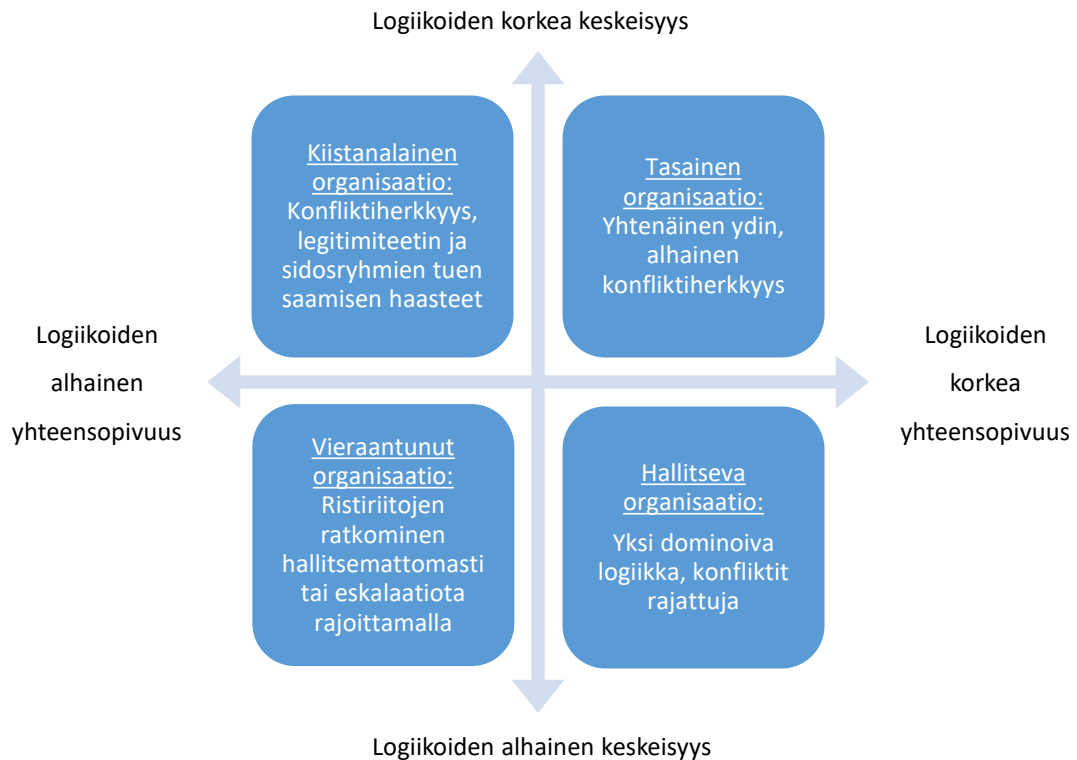 Logiikoiden korkea keskeisyys
Kiistanalainen
organisaatio:
Konfliktiherkkyys,
legitimiteetin ja
sidosryhmien tuen
saamisen haasteet
Tasainen
organisaatio:
Yhtenäinen ydin,
alhainen
konfliktiherkkyys
Logiikoiden
alhainen
yhteensopivuus
Logiikoiden
korkea
yhteensopivuus
Vieraantunut
organisaatio:
Ristiriitojen
ratkominen
hallitsemattomasti
tai eskalaatiota
rajoittamalla
Hallitseva
organisaatio:
Yksi dominoiva
logiikka, konfliktit
rajattuja
Logiikoiden alhainen keskeisyys